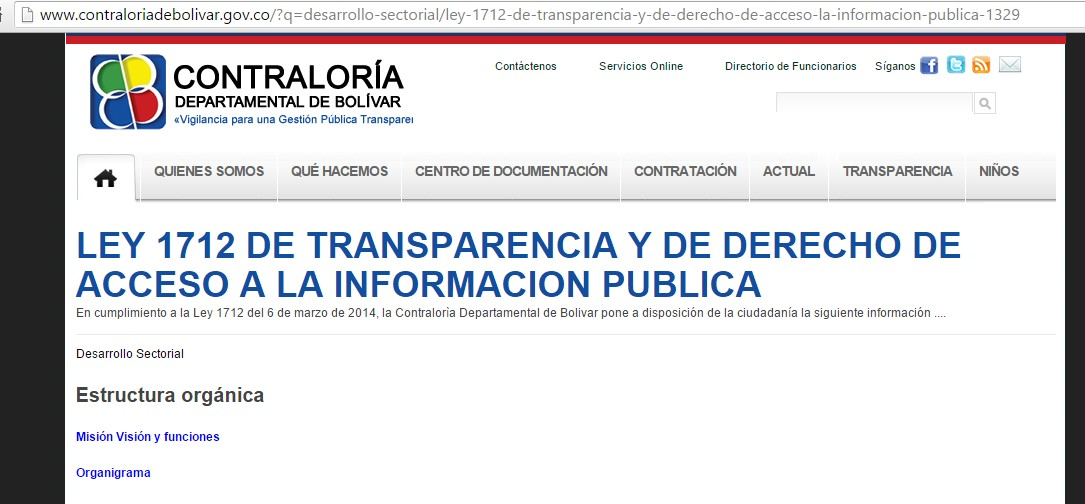 www.contraloriadebolivar.gov.co/?q=desarrollo-sectorial/ley-1712-de-transparencia-y-de-derecho-de-acceso-la-informacion-publica-1329
CONTRALORÍA
DEPARTAMENTAL DE BOLÍVAR
«Vigilancia para una Gestión Pública Transparen
Contáctenos Servicios Online Directorio de Funcionarios Síganos
QUIENES SOMOS QUÉ HACEMOS CENTRO DE DOCUMENTACIÓN CONTRATACIÓN ACTUAL TRANSPARENCIA NIÑOS
LEY 1712 DE TRANSPARENCIA Y DE DERECHO DE
ACCESO A LA INFORMACION PUBLICA
En cumplimiento a la Ley 1712 del 6 de marzo de 2014, la Contraloría Departamental de Bolivar pone a disposición de la ciudadanía la siguiente información ....
Desarrollo Sectorial
Estructura orgánica
Misión Visión y funciones
Organigrama